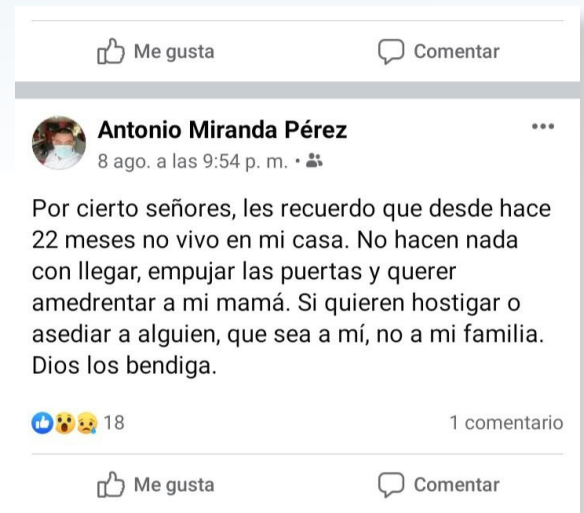 Me gusta Comentar
Antonio Miranda Pérez
8 ago. a las 9:54 p. m. •
Por cierto señores, les recuerdo que desde hace
22 meses no vivo en mi casa. No hacen nada
con llegar, empujar las puertas y querer
amedrentar a mi mamá. Si quieren hostigar o
asediar a alguien, que sea a mí, no a mi familia.
Dios los bendiga.
18 1 comentario
Me gusta Comentar